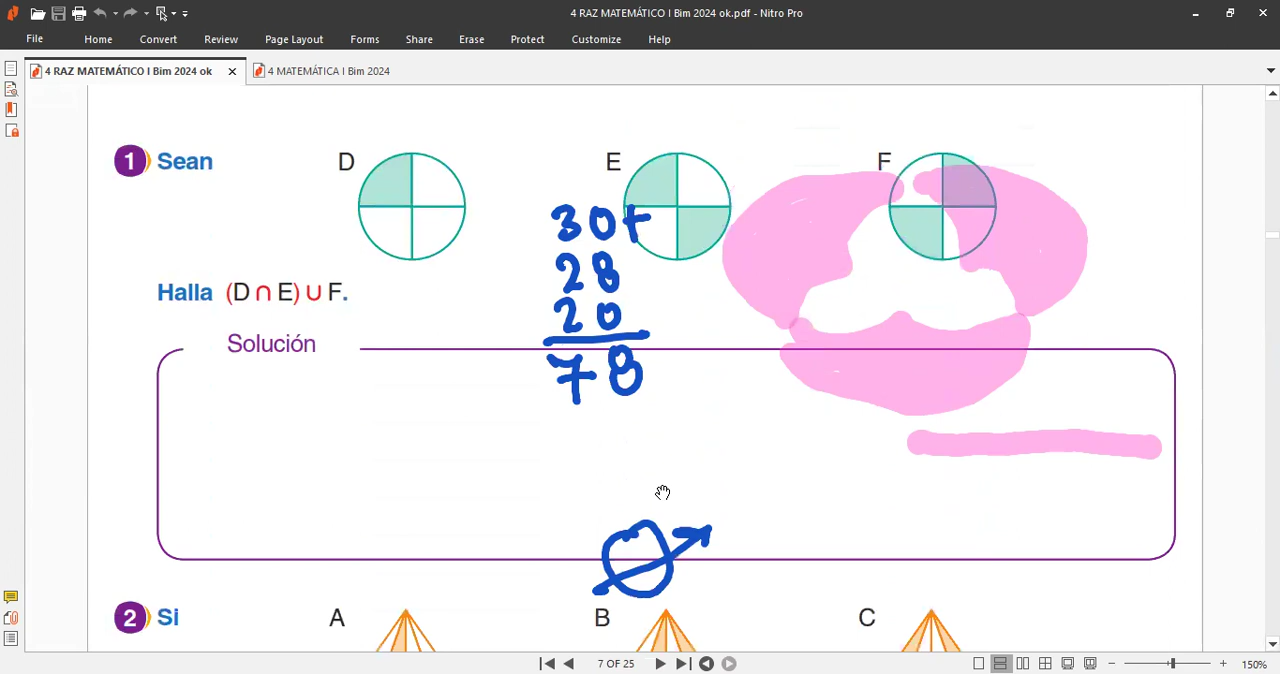 4 RAZ MATEMÁTICO I Bim 2024 ok.pdf - Nitro Pro
File Home Convert Review Page Layout Forms Share Erase Protect Customize Help
4 RAZ MATEMÁTICO I Bim 2024 ok
4 MATEMÁTICA I Bim 2024
1 Sean D E F
30+
28
20
78
Halla (D ∩ E) ∪ F.
Solución
2 Si A B C
7 OF 25
150%